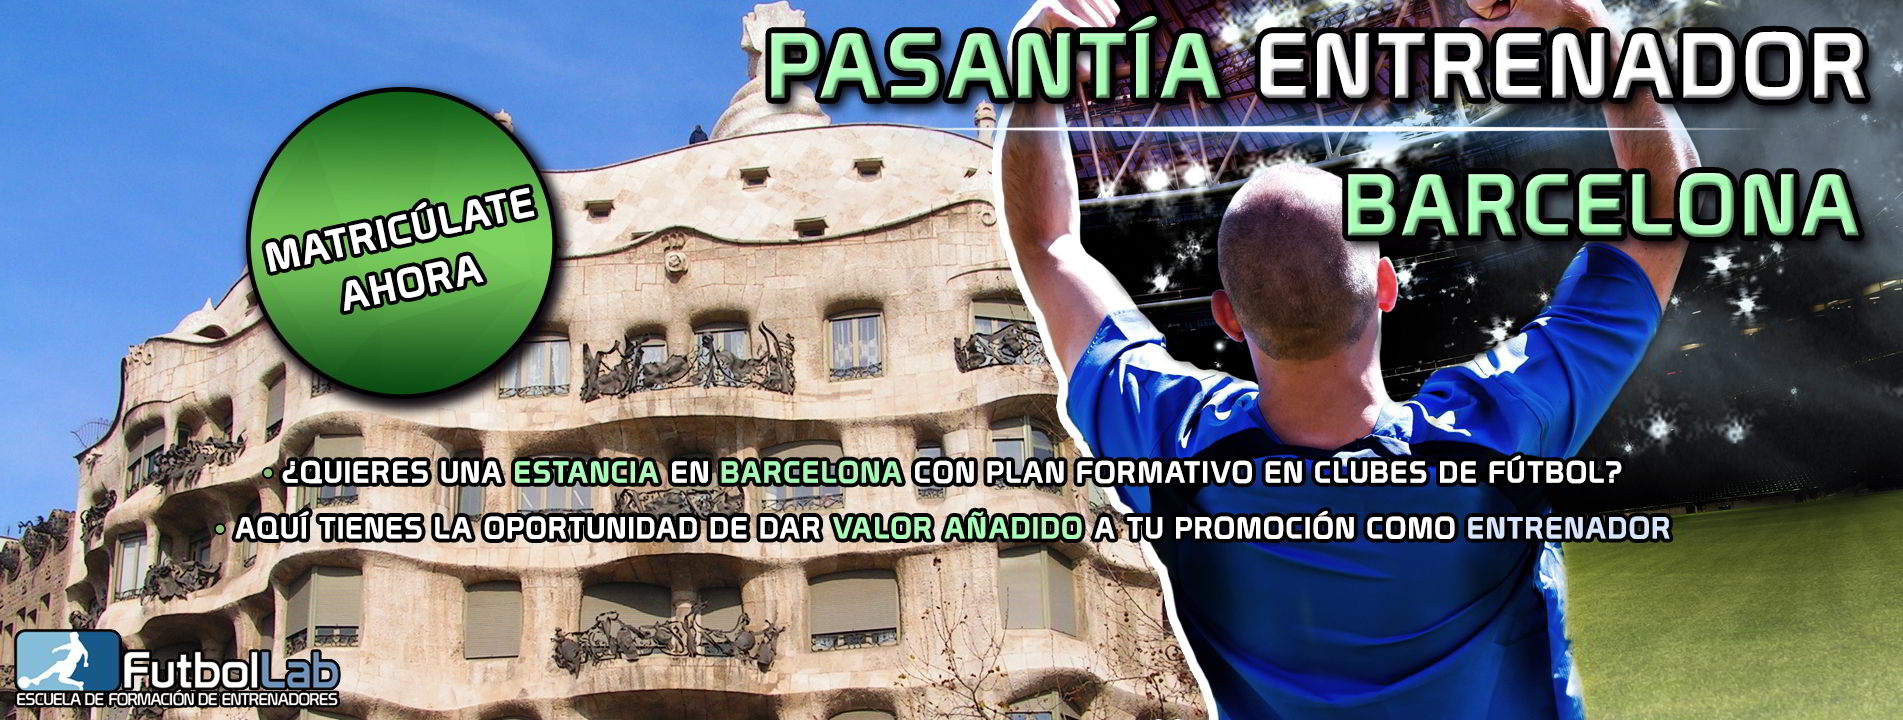 PASANTÍA ENTRENADOR
BARCELONA
MATRICÚLATE
AHORA
• ¿QUIERES UNA ESTANCIA EN BARCELONA CON PLAN FORMATIVO EN CLUBES DE FÚTBOL?
• AQUÍ TIENES LA OPORTUNIDAD DE DAR VALOR AÑADIDO A TU PROMOCIÓN COMO ENTRENADOR
FutbolLab
ESCUELA DE FORMACIÓN DE ENTRENADORES